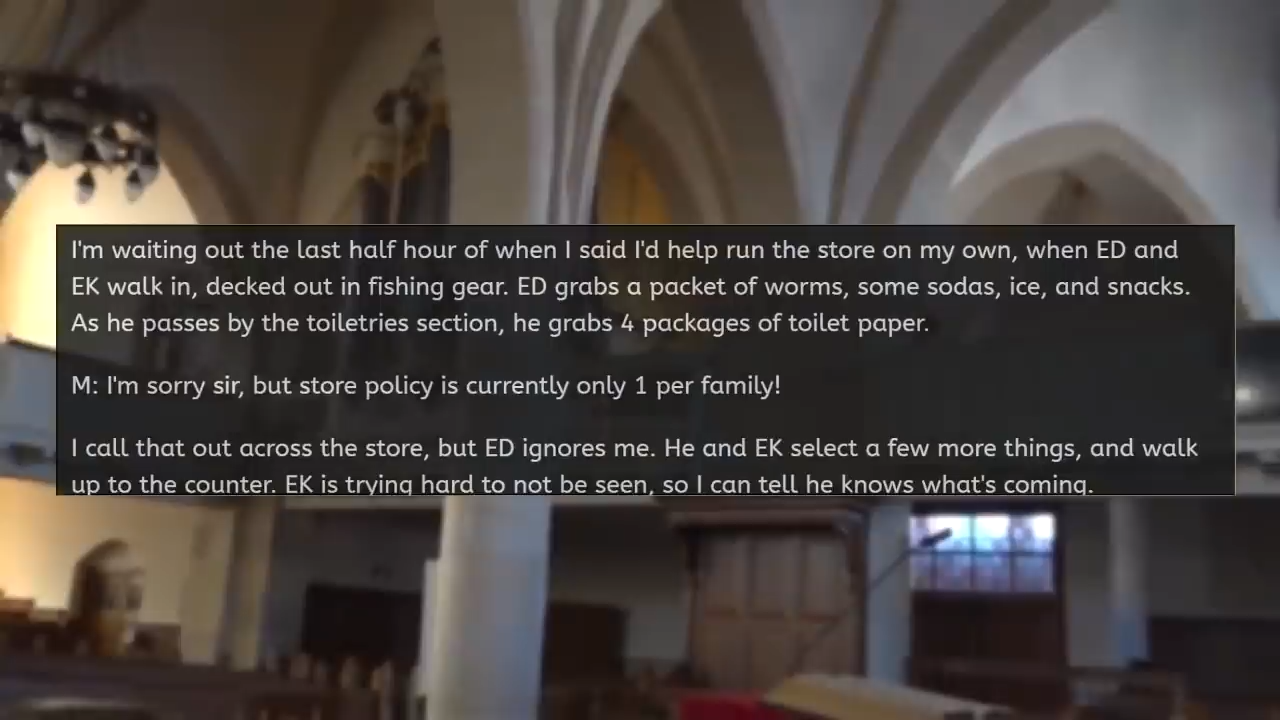 I'm waiting out the last half hour of when I said I'd help run the store on my own, when ED and
EK walk in, decked out in fishing gear. ED grabs a packet of worms, some sodas, ice, and snacks.
As he passes by the toiletries section, he grabs 4 packages of toilet paper.
M: I'm sorry sir, but store policy is currently only 1 per family!
I call that out across the store, but ED ignores me. He and EK select a few more things, and walk
up to the counter. EK is trying hard to not be seen, so I can tell he knows what's coming.